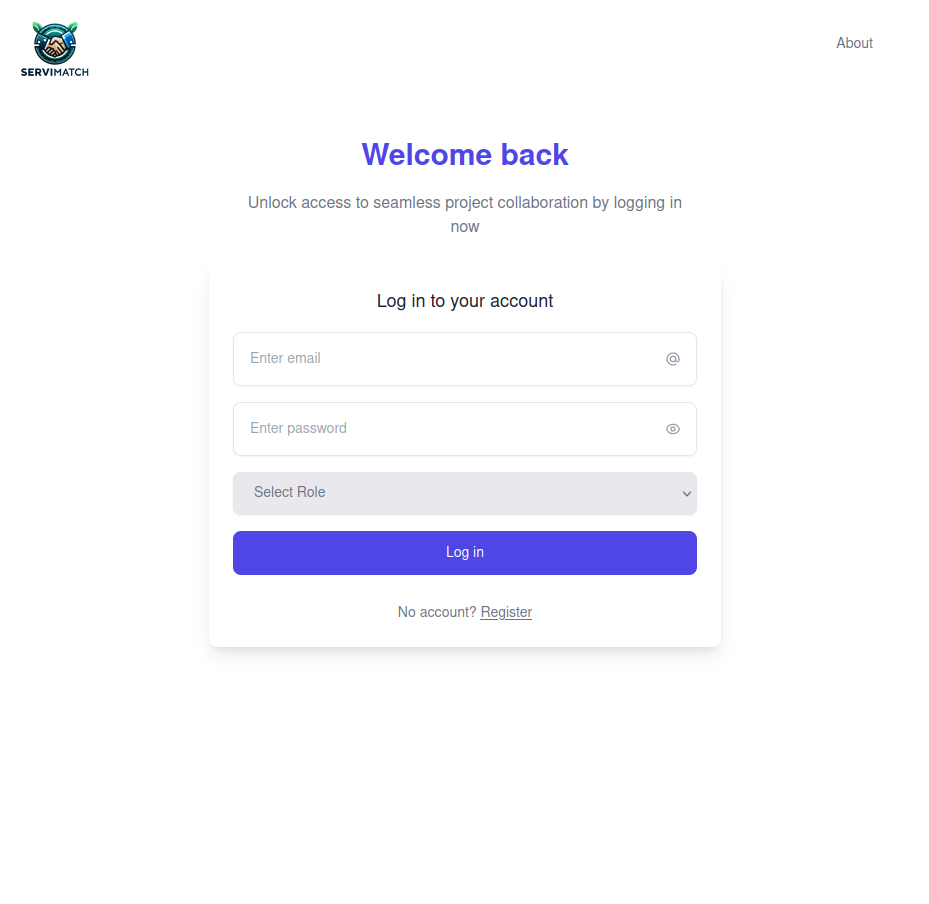 SERVIMATCH
About
Welcome back
Unlock access to seamless project collaboration by logging in
now
Log in to your account
Enter email
Enter password
Select Role
Log in
No account? Register